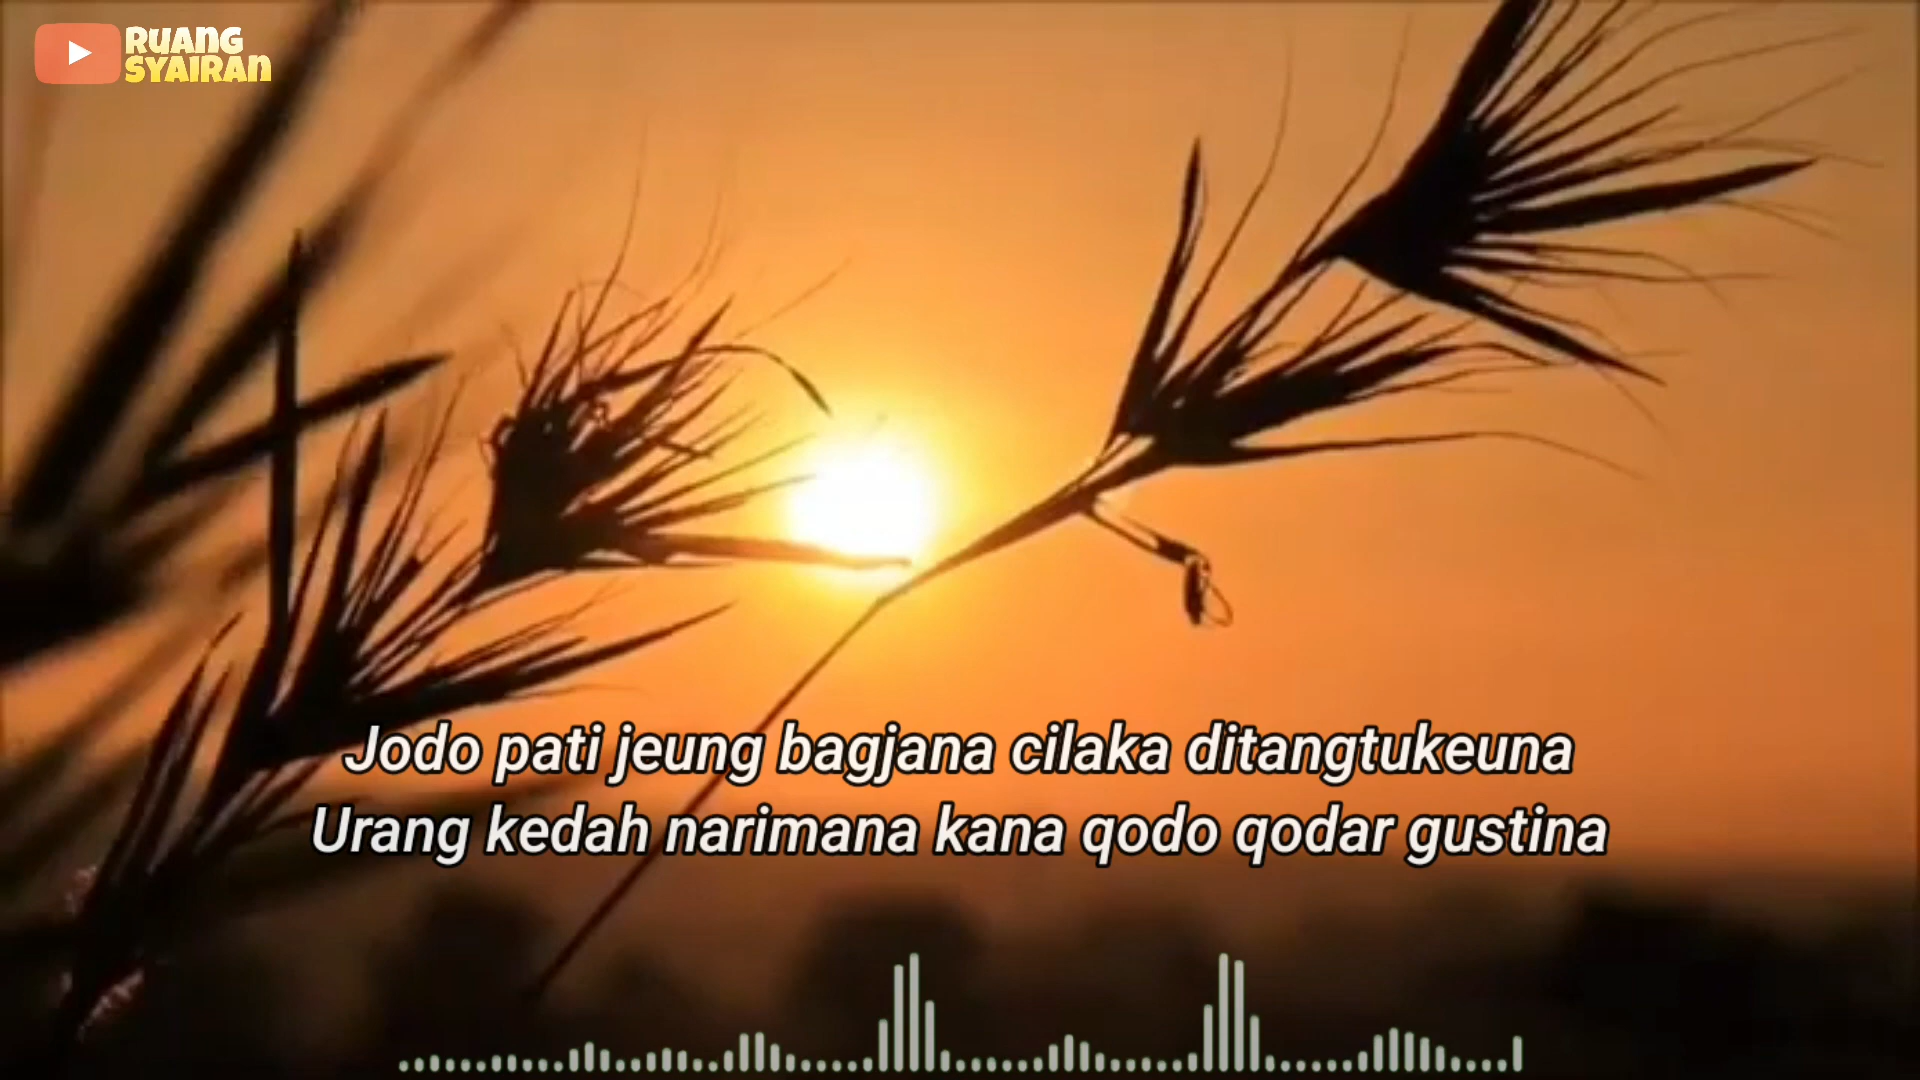 RUANG
SYAIRAN
Jodo pati jeung bagjana cilaka ditangtukeuna
Urang kedah narimana kana qodo qodar gustina